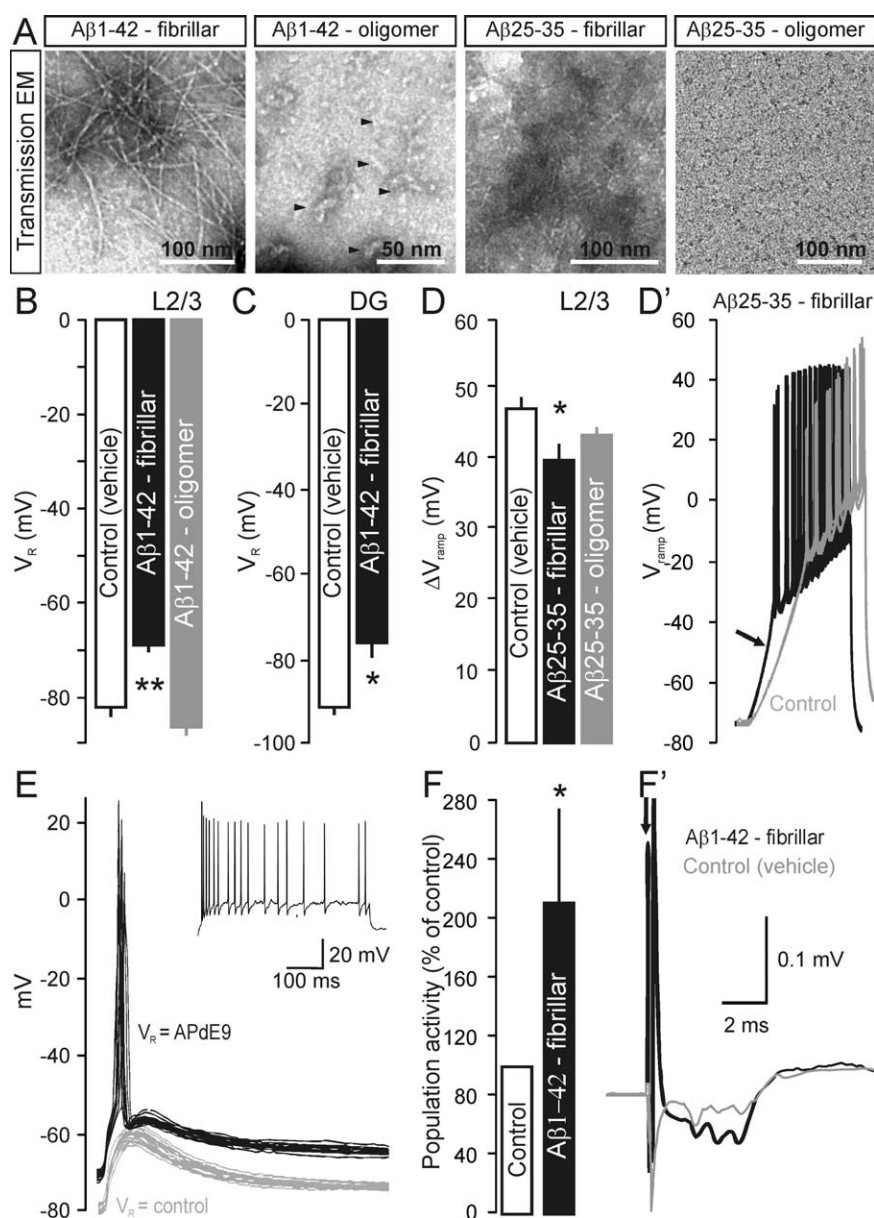 A
Aβ1-42 - fibrillar
Aβ1-42 - oligomer
Aβ25-35 - fibrillar
Aβ25-35 - oligomer
Transmission EM
100 nm
50 nm
100 nm
100 nm
B
L2/3
0
-20
-40
-60
-80
V_R (mV)
Control (vehicle)
Aβ1-42 - fibrillar
Aβ1-42 - oligomer
**
C
DG
0
-20
-40
-60
-80
-100
V_R (mV)
Control (vehicle)
Aβ1-42 - fibrillar
*
D
L2/3
60
50
40
30
20
10
0
ΔV_ramp (mV)
Control (vehicle)
Aβ25-35 - fibrillar
Aβ25-35 - oligomer
*
D'
Aβ25-35 - fibrillar
60
40
20
0
-20
-40
-60
-80
V_ramp (mV)
Control
E
20
0
-20
-40
-60
-80
mV
20 mV
100 ms
V_R = APdE9
V_R = control
F
280
240
200
160
120
80
40
0
Population activity (% of control)
Control
Aβ1-42 - fibrillar
*
F'
Aβ1-42 - fibrillar
Control (vehicle)
0.1 mV
2 ms